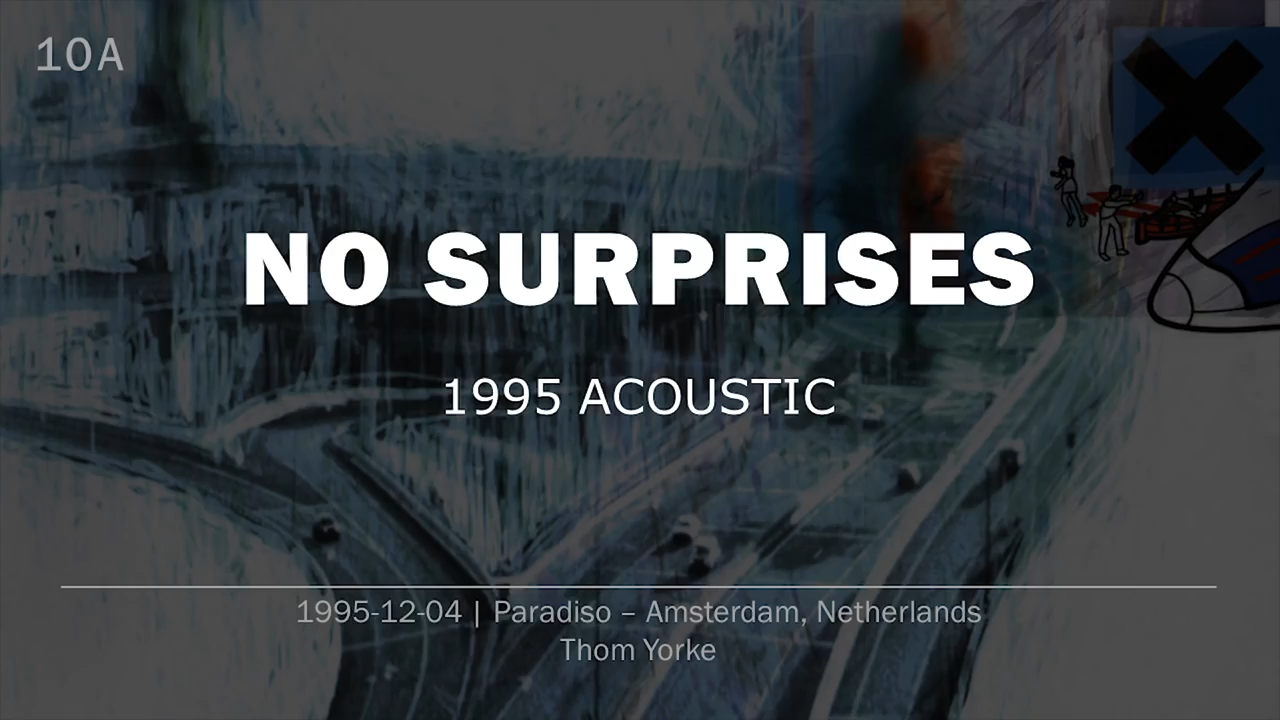 10A
NO SURPRISES
1995 ACOUSTIC
1995-12-04 | Paradiso – Amsterdam, Netherlands
Thom Yorke